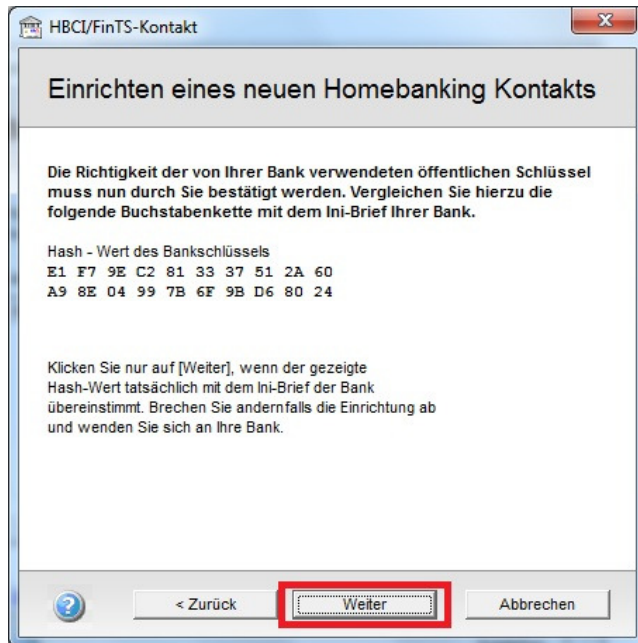 HBCI/FinTS-Kontakt
Einrichten eines neuen Homebanking Kontakts
Die Richtigkeit der von Ihrer Bank verwendeten öffentlichen Schlüssel
muss nun durch Sie bestätigt werden. Vergleichen Sie hierzu die
folgende Buchstabenkette mit dem Ini-Brief Ihrer Bank.
Hash - Wert des Bankschlüssels
E1 F7 9E C2 81 33 37 51 2A 60
A9 8E 04 99 7B 6F 9B D6 80 24
Klicken Sie nur auf [Weiter], wenn der gezeigte
Hash-Wert tatsächlich mit dem Ini-Brief der Bank
übereinstimmt. Brechen Sie andernfalls die Einrichtung ab
und wenden Sie sich an Ihre Bank.
< Zurück Weiter Abbrechen